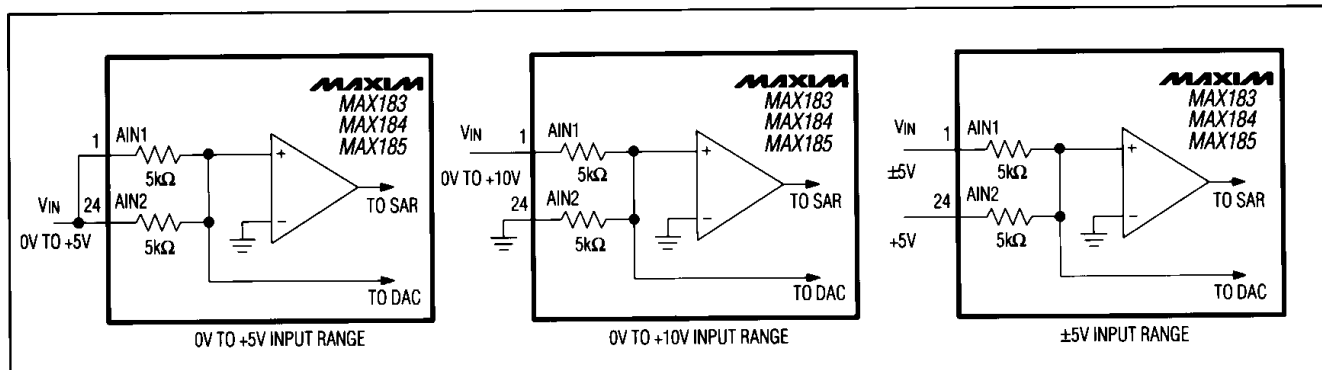 MAXIM
MAX183
MAX184
MAX185
1
AIN1
5kΩ
VIN
24
AIN2
0V TO +5V
5kΩ
+
−
TO SAR
TO DAC
0V TO +5V INPUT RANGE
MAXIM
MAX183
MAX184
MAX185
VIN
1
AIN1
0V TO +10V
5kΩ
24
AIN2
5kΩ
+
−
TO SAR
TO DAC
0V TO +10V INPUT RANGE
MAXIM
MAX183
MAX184
MAX185
VIN
1
AIN1
±5V
5kΩ
24
AIN2
+5V
5kΩ
+
−
TO SAR
TO DAC
±5V INPUT RANGE